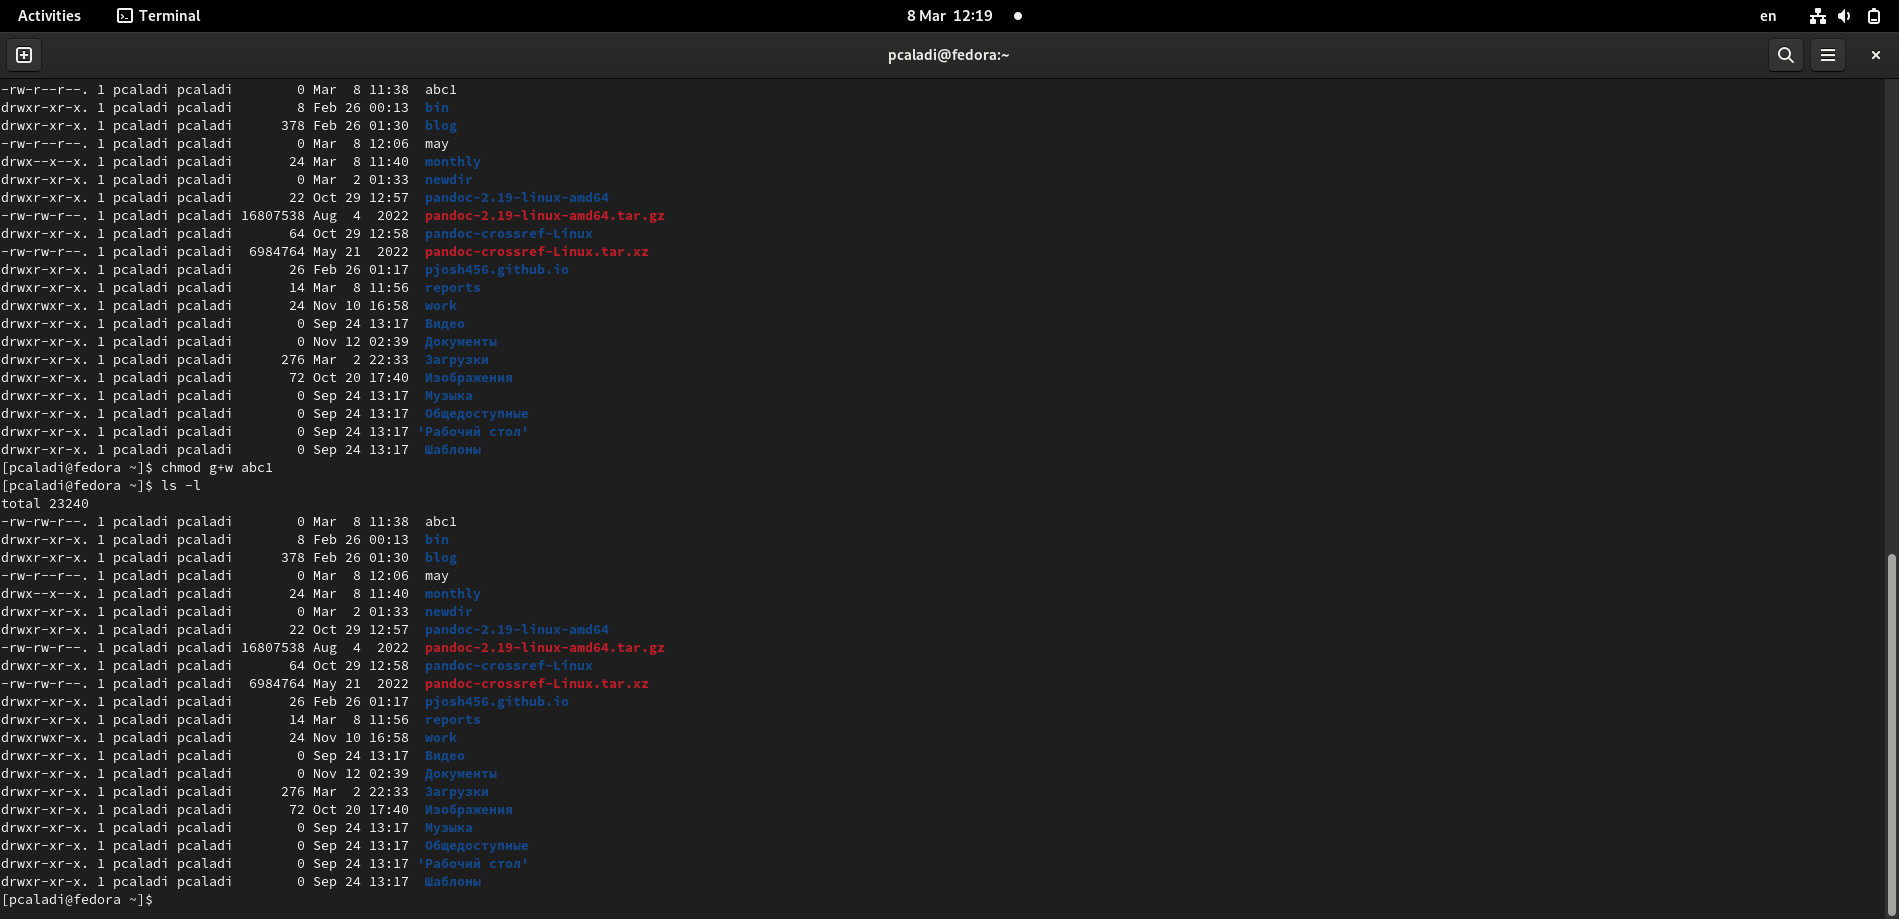 Activities Terminal 8 Mar 12:19 en
pcaladi@fedora:~
-rw-r--r--. 1 pcaladi pcaladi        0 Mar  8 11:38  abc1
drwxr-xr-x. 1 pcaladi pcaladi        8 Feb 26 00:13  bin
drwxr-xr-x. 1 pcaladi pcaladi      378 Feb 26 01:30  blog
-rw-r--r--. 1 pcaladi pcaladi        0 Mar  8 12:06  may
drwx--x--x. 1 pcaladi pcaladi       24 Mar  8 11:40  monthly
drwxr-xr-x. 1 pcaladi pcaladi        0 Mar  2 01:33  newdir
drwxr-xr-x. 1 pcaladi pcaladi       22 Oct 29 12:57  pandoc-2.19-linux-amd64
-rw-rw-r--. 1 pcaladi pcaladi 16807538 Aug  4  2022  pandoc-2.19-linux-amd64.tar.gz
drwxr-xr-x. 1 pcaladi pcaladi       64 Oct 29 12:58  pandoc-crossref-Linux
-rw-rw-r--. 1 pcaladi pcaladi  6984764 May 21  2022  pandoc-crossref-Linux.tar.xz
drwxr-xr-x. 1 pcaladi pcaladi       26 Feb 26 01:17  pjosh456.github.io
drwxr-xr-x. 1 pcaladi pcaladi       14 Mar  8 11:56  reports
drwxrwxr-x. 1 pcaladi pcaladi       24 Nov 10 16:58  work
drwxr-xr-x. 1 pcaladi pcaladi        0 Sep 24 13:17  Видео
drwxr-xr-x. 1 pcaladi pcaladi        0 Nov 12 02:39  Документы
drwxr-xr-x. 1 pcaladi pcaladi      276 Mar  2 22:33  Загрузки
drwxr-xr-x. 1 pcaladi pcaladi       72 Oct 20 17:40  Изображения
drwxr-xr-x. 1 pcaladi pcaladi        0 Sep 24 13:17  Музыка
drwxr-xr-x. 1 pcaladi pcaladi        0 Sep 24 13:17  Общедоступные
drwxr-xr-x. 1 pcaladi pcaladi        0 Sep 24 13:17 'Рабочий стол'
drwxr-xr-x. 1 pcaladi pcaladi        0 Sep 24 13:17  Шаблоны
[pcaladi@fedora ~]$ chmod g+w abc1
[pcaladi@fedora ~]$ ls -l
total 23240
-rw-rw-r--. 1 pcaladi pcaladi        0 Mar  8 11:38  abc1
drwxr-xr-x. 1 pcaladi pcaladi        8 Feb 26 00:13  bin
drwxr-xr-x. 1 pcaladi pcaladi      378 Feb 26 01:30  blog
-rw-r--r--. 1 pcaladi pcaladi        0 Mar  8 12:06  may
drwx--x--x. 1 pcaladi pcaladi       24 Mar  8 11:40  monthly
drwxr-xr-x. 1 pcaladi pcaladi        0 Mar  2 01:33  newdir
drwxr-xr-x. 1 pcaladi pcaladi       22 Oct 29 12:57  pandoc-2.19-linux-amd64
-rw-rw-r--. 1 pcaladi pcaladi 16807538 Aug  4  2022  pandoc-2.19-linux-amd64.tar.gz
drwxr-xr-x. 1 pcaladi pcaladi       64 Oct 29 12:58  pandoc-crossref-Linux
-rw-rw-r--. 1 pcaladi pcaladi  6984764 May 21  2022  pandoc-crossref-Linux.tar.xz
drwxr-xr-x. 1 pcaladi pcaladi       26 Feb 26 01:17  pjosh456.github.io
drwxr-xr-x. 1 pcaladi pcaladi       14 Mar  8 11:56  reports
drwxrwxr-x. 1 pcaladi pcaladi       24 Nov 10 16:58  work
drwxr-xr-x. 1 pcaladi pcaladi        0 Sep 24 13:17  Видео
drwxr-xr-x. 1 pcaladi pcaladi        0 Nov 12 02:39  Документы
drwxr-xr-x. 1 pcaladi pcaladi      276 Mar  2 22:33  Загрузки
drwxr-xr-x. 1 pcaladi pcaladi       72 Oct 20 17:40  Изображения
drwxr-xr-x. 1 pcaladi pcaladi        0 Sep 24 13:17  Музыка
drwxr-xr-x. 1 pcaladi pcaladi        0 Sep 24 13:17  Общедоступные
drwxr-xr-x. 1 pcaladi pcaladi        0 Sep 24 13:17 'Рабочий стол'
drwxr-xr-x. 1 pcaladi pcaladi        0 Sep 24 13:17  Шаблоны
[pcaladi@fedora ~]$